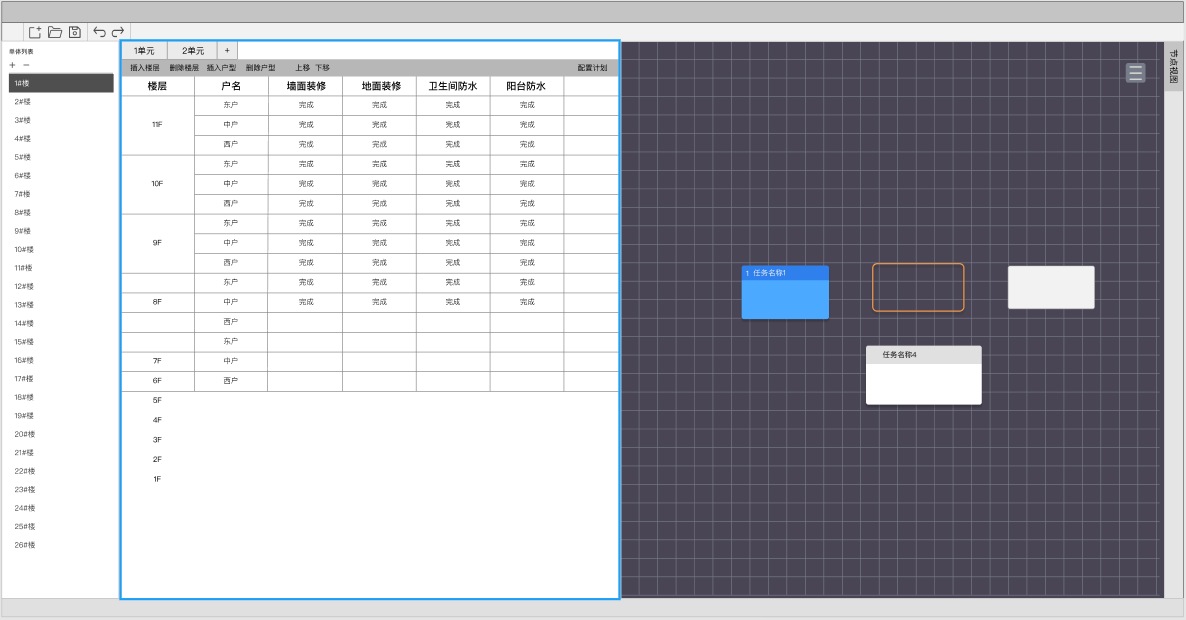 单体列表
+ −
1#楼
2#楼
3#楼
4#楼
5#楼
6#楼
7#楼
8#楼
9#楼
10#楼
11#楼
12#楼
13#楼
14#楼
15#楼
16#楼
17#楼
18#楼
19#楼
20#楼
21#楼
22#楼
23#楼
24#楼
25#楼
26#楼
1单元 2单元 +
插入楼层 删除楼层 插入户型 删除户型 上移 下移 配置计划
楼层 户名 墙面装修 地面装修 卫生间防水 阳台防水
东户 完成 完成 完成 完成
11F 中户 完成 完成 完成 完成
西户 完成 完成 完成 完成
东户 完成 完成 完成 完成
10F 中户 完成 完成 完成 完成
西户 完成 完成 完成 完成
东户 完成 完成 完成 完成
9F 中户 完成 完成 完成 完成
西户 完成 完成 完成 完成
东户 完成 完成 完成 完成
8F 中户 完成 完成 完成 完成
西户
东户
7F 中户
6F 西户
5F
4F
3F
2F
1F
1 任务名称1
任务名称4
节点视图